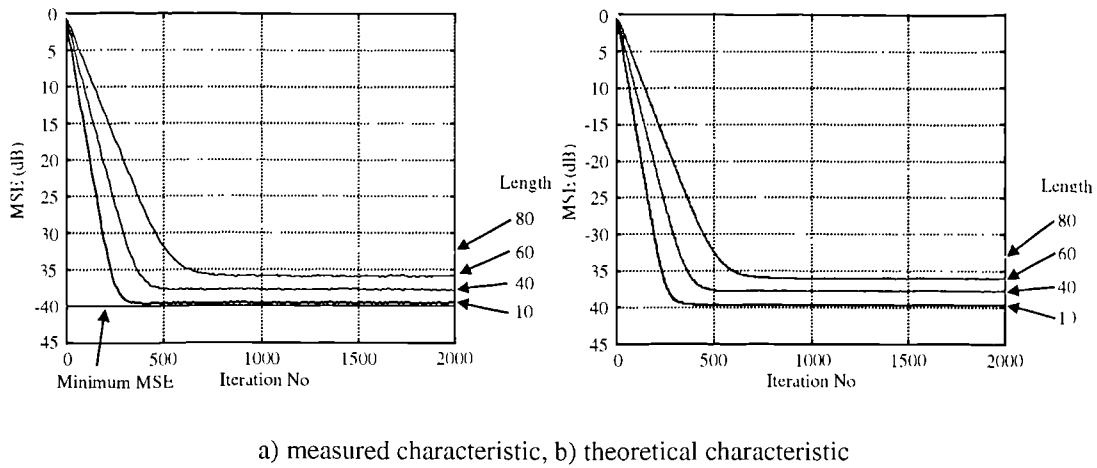 0
5
10
15
20
25
30
35
-40
45
MSE (dB)
0 500 1000 1500 2000
Minimum MSE
Iteration No
Length
80
60
40
10
0
5
10
-15
-20
-25
-30
35
40
45
MSE (dB)
0 500 1000 1500 2000
Iteration No
Length
80
60
40
a) measured characteristic, b) theoretical characteristic